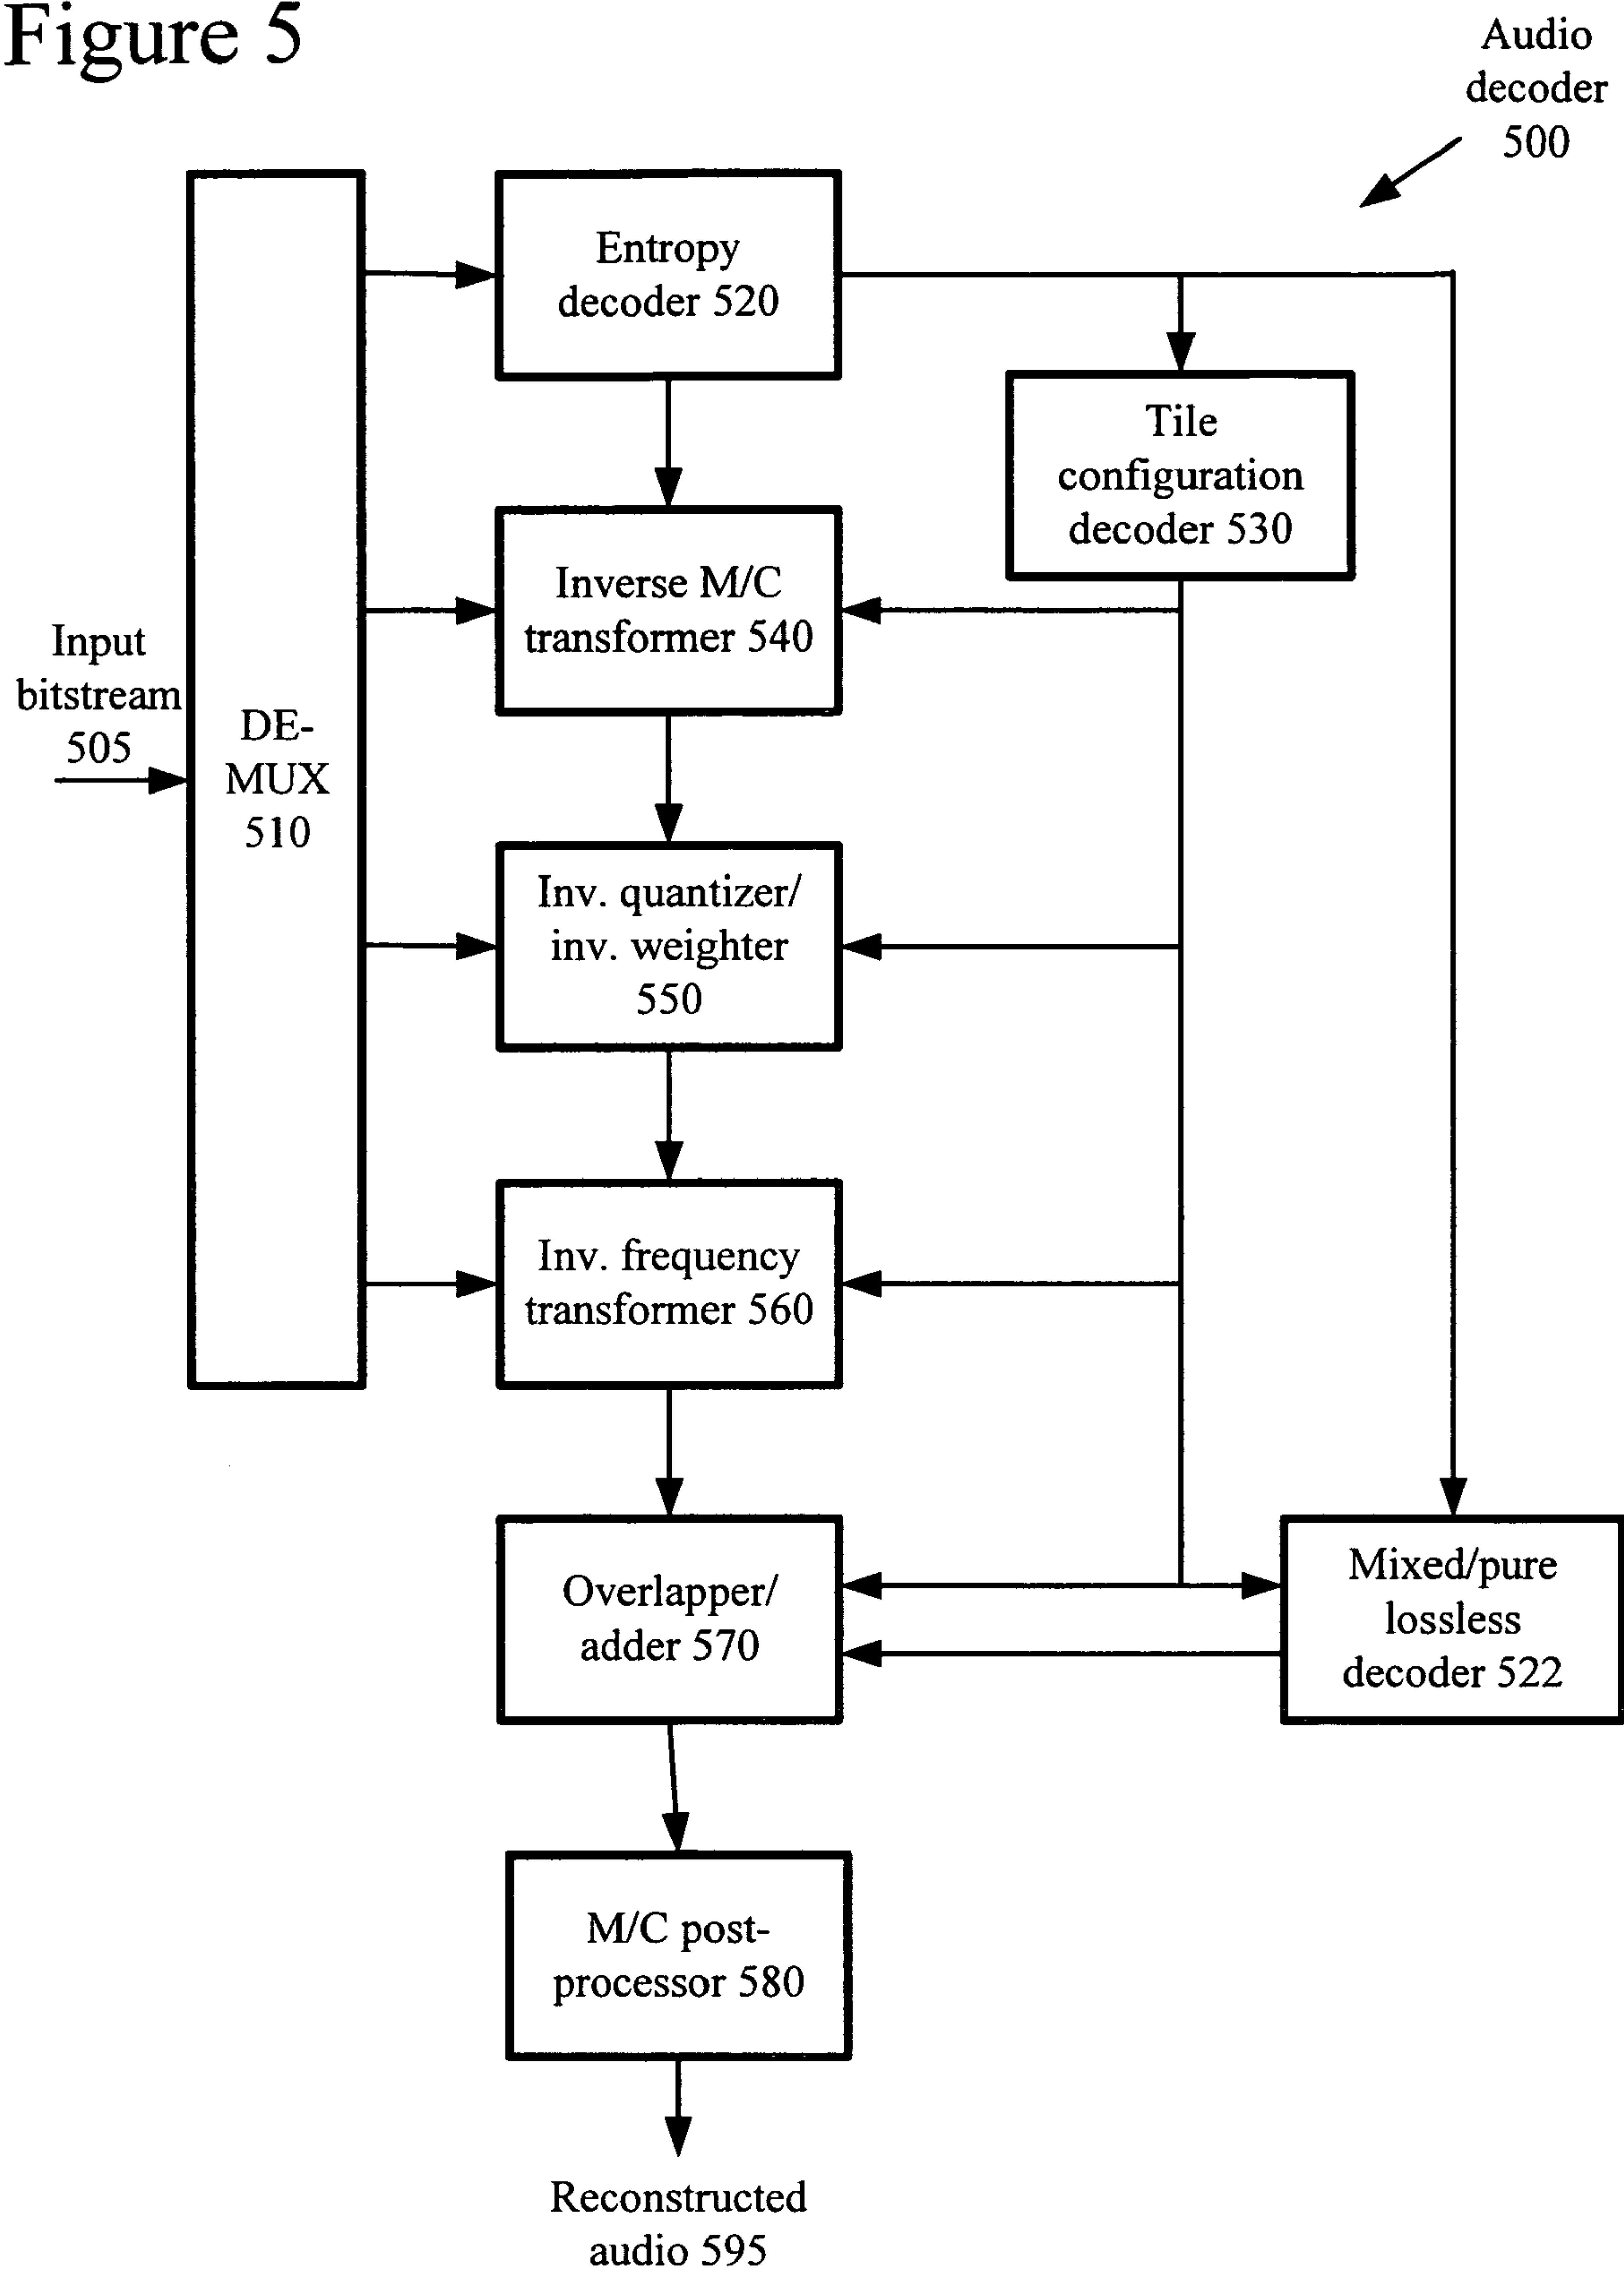 Figure 5
Audio
decoder
500
Entropy
decoder 520
Tile
configuration
decoder 530
Inverse M/C
transformer 540
Input
bitstream
505
DE-
MUX
510
Inv. quantizer/
inv. weighter
550
Inv. frequency
transformer 560
Overlapper/
adder 570
Mixed/pure
lossless
decoder 522
M/C post-
processor 580
Reconstructed
audio 595